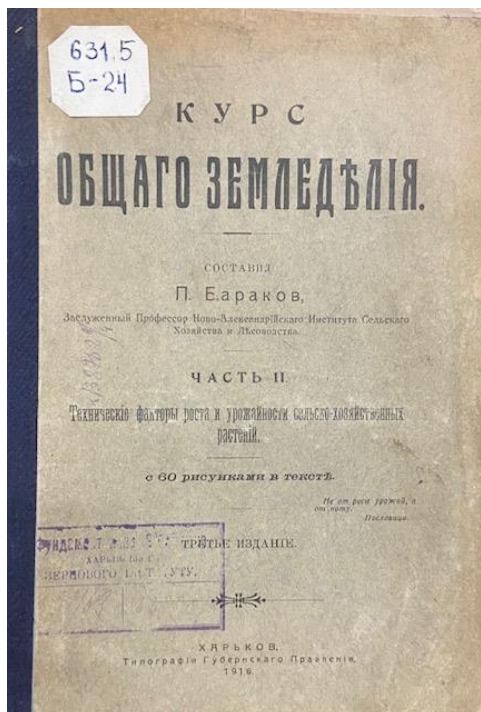 631.5
Б-24
КУРС
ОБЩАГО ЗЕМЛЕДѢЛІЯ.
СОСТАВИЛ
П. Бараков,
Заслуженный Профессор Ново-Александрійскаго Института Сельскаго
Хозяйства и Лѣсоводства.
ЧАСТЬ II.
Техническіе факторы роста и урожайности сельско-хозяйственных
растеній.
с 60 рисунками в текстѣ.
Не от росы урожай, а
от поту.
Пословица.
ТРЕТЬЕ ИЗДАНІЕ.
ЗЕРНОВОГО
ХАРЬКОВ.
Типографія Губернскаго Правленія.
1916.